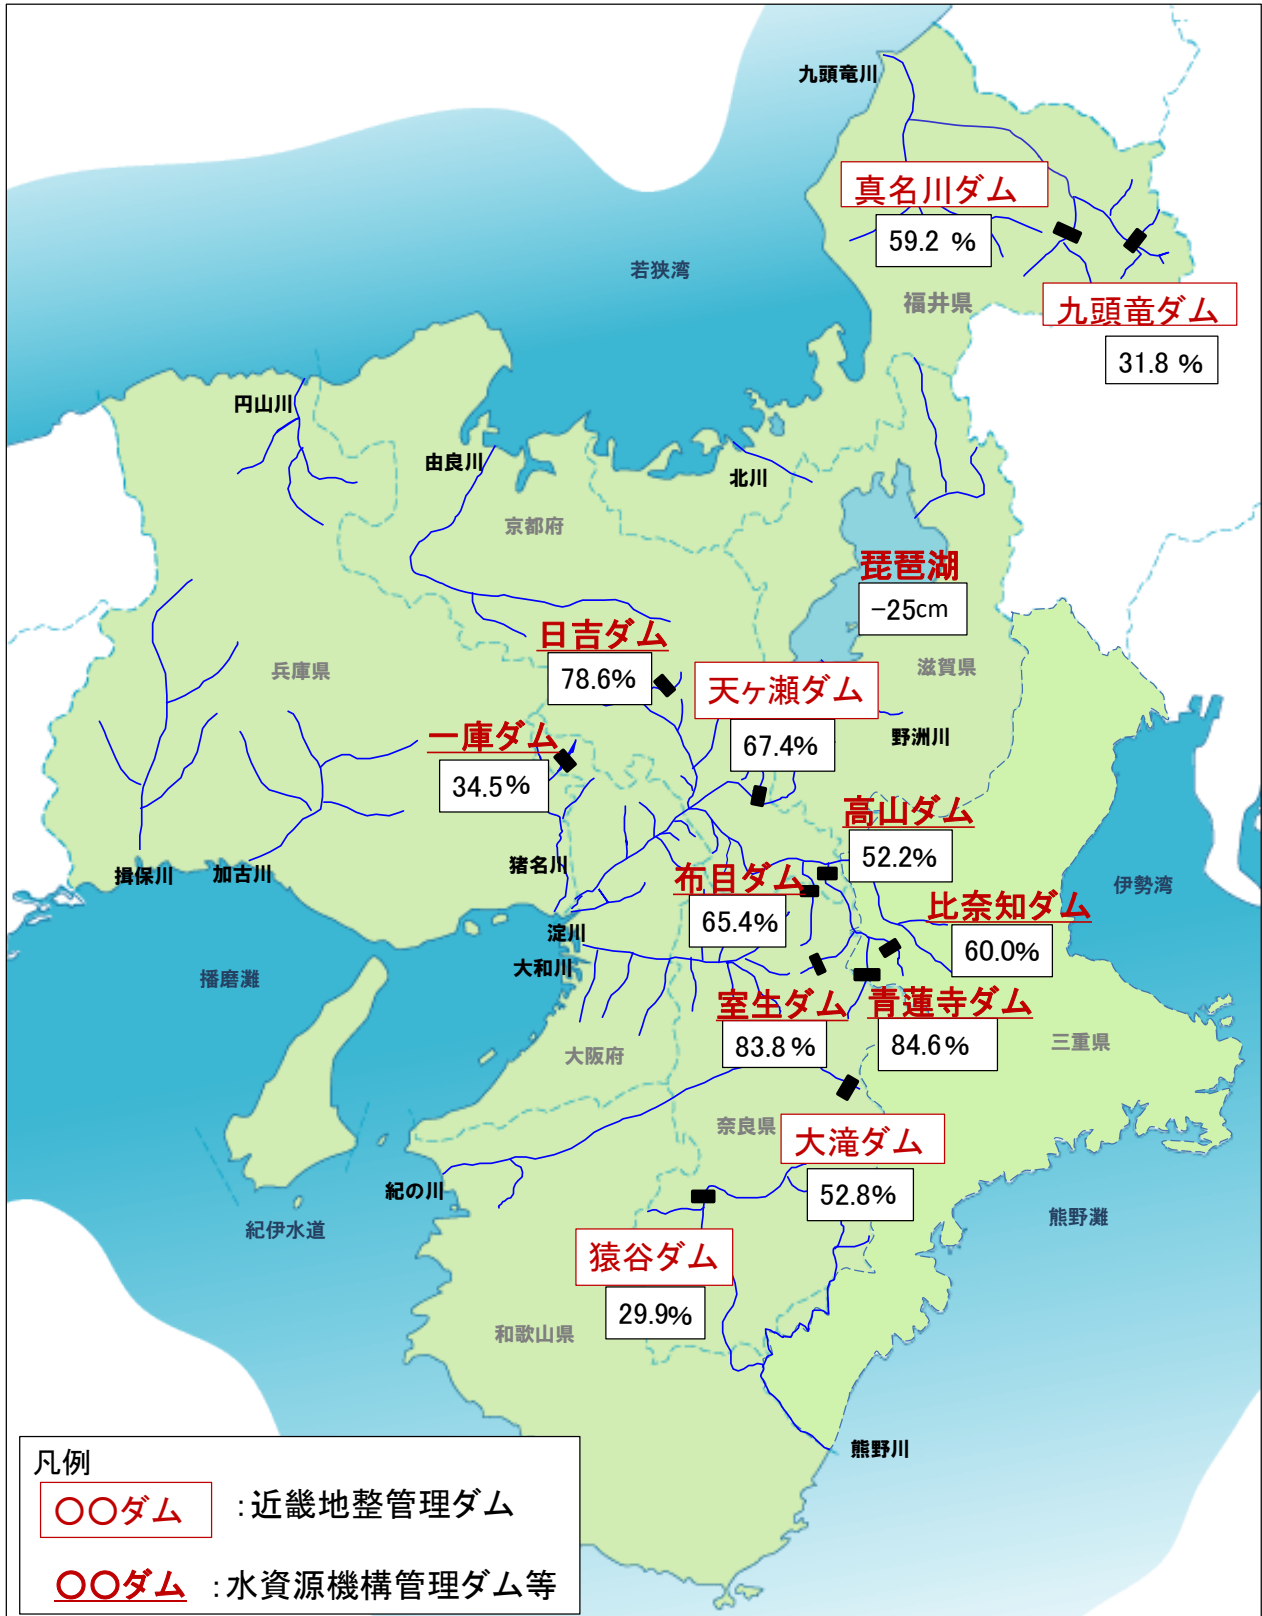 九頭竜川
真名川ダム
59.2 %
若狭湾
福井県
九頭竜ダム
31.8 %
円山川
由良川
北川
京都府
琵琶湖
−25cm
日吉ダム
78.6%
兵庫県
滋賀県
天ヶ瀬ダム
67.4%
野洲川
一庫ダム
34.5%
高山ダム
52.2%
猪名川
揖保川
加古川
布目ダム
65.4%
伊勢湾
比奈知ダム
60.0%
淀川
大和川
播磨灘
室生ダム
83.8%
青蓮寺ダム
84.6%
大阪府
三重県
奈良県
大滝ダム
52.8%
紀の川
紀伊水道
熊野灘
猿谷ダム
29.9%
和歌山県
熊野川
凡例
〇〇ダム :近畿地整管理ダム
〇〇ダム :水資源機構管理ダム等